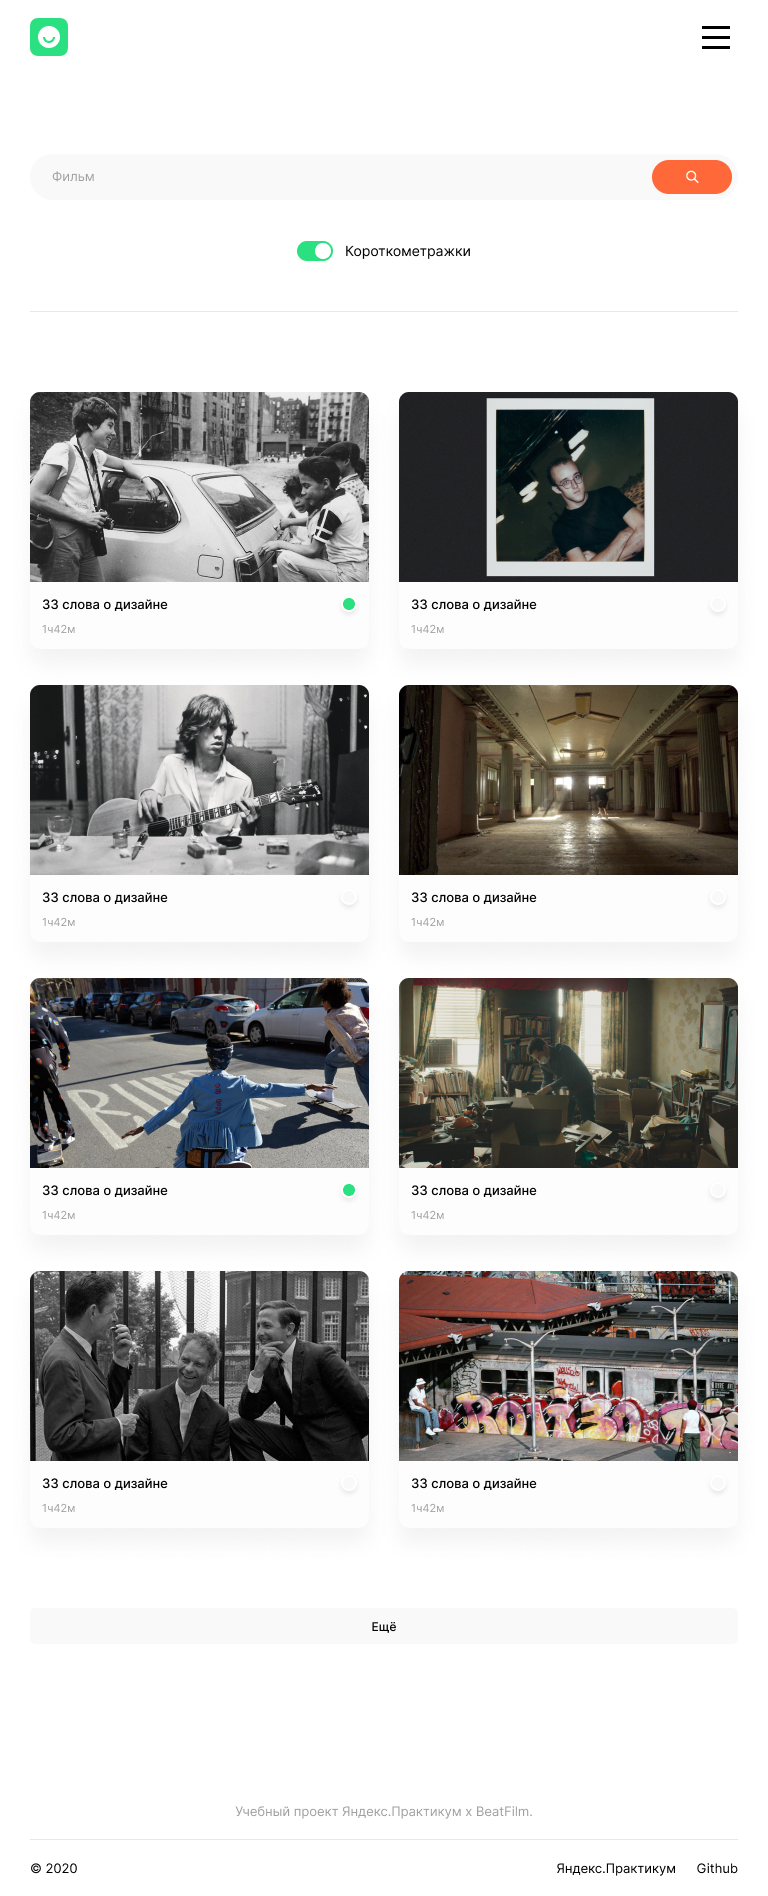 Фильм
Короткометражки
33 слова о дизайне
1ч42м
33 слова о дизайне
1ч42м
33 слова о дизайне
1ч42м
33 слова о дизайне
1ч42м
33 слова о дизайне
1ч42м
33 слова о дизайне
1ч42м
33 слова о дизайне
1ч42м
33 слова о дизайне
1ч42м
Ещё
Учебный проект Яндекс.Практикум х BeatFilm.
© 2020
Яндекс.Практикум
Github